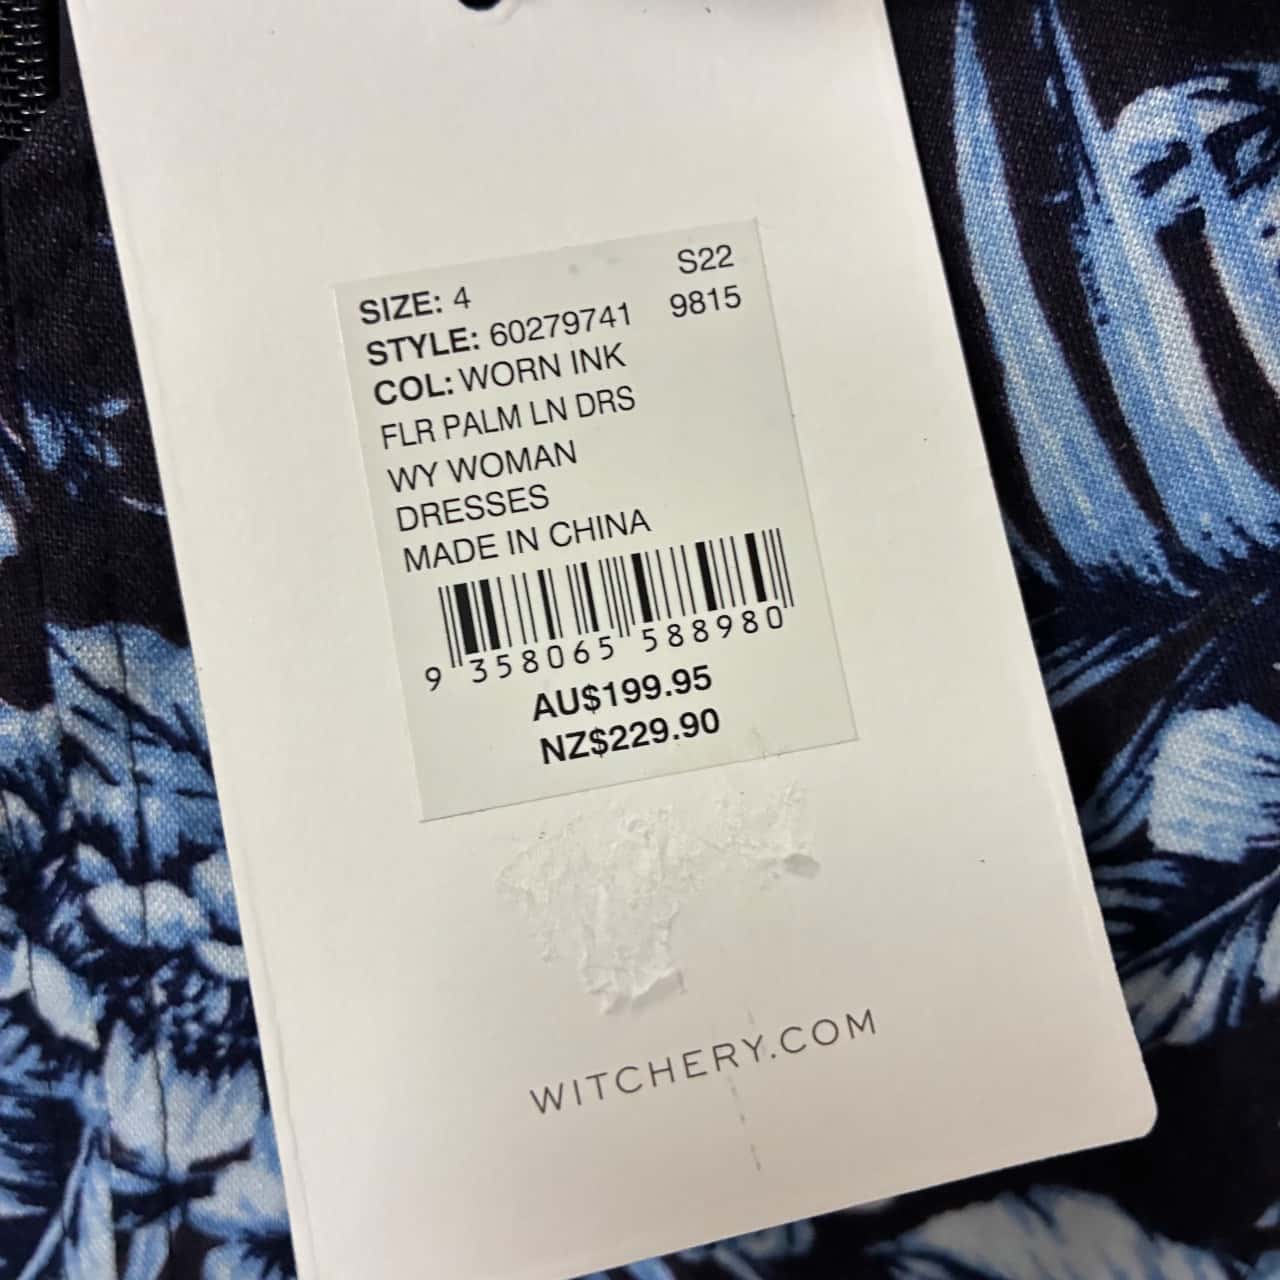 SIZE: 4 S22
STYLE: 60279741 9815
COL: WORN INK
FLR PALM LN DRS
WY WOMAN
DRESSES
MADE IN CHINA
9 358065 588980
AU$199.95
NZ$229.90
WITCHERY.COM